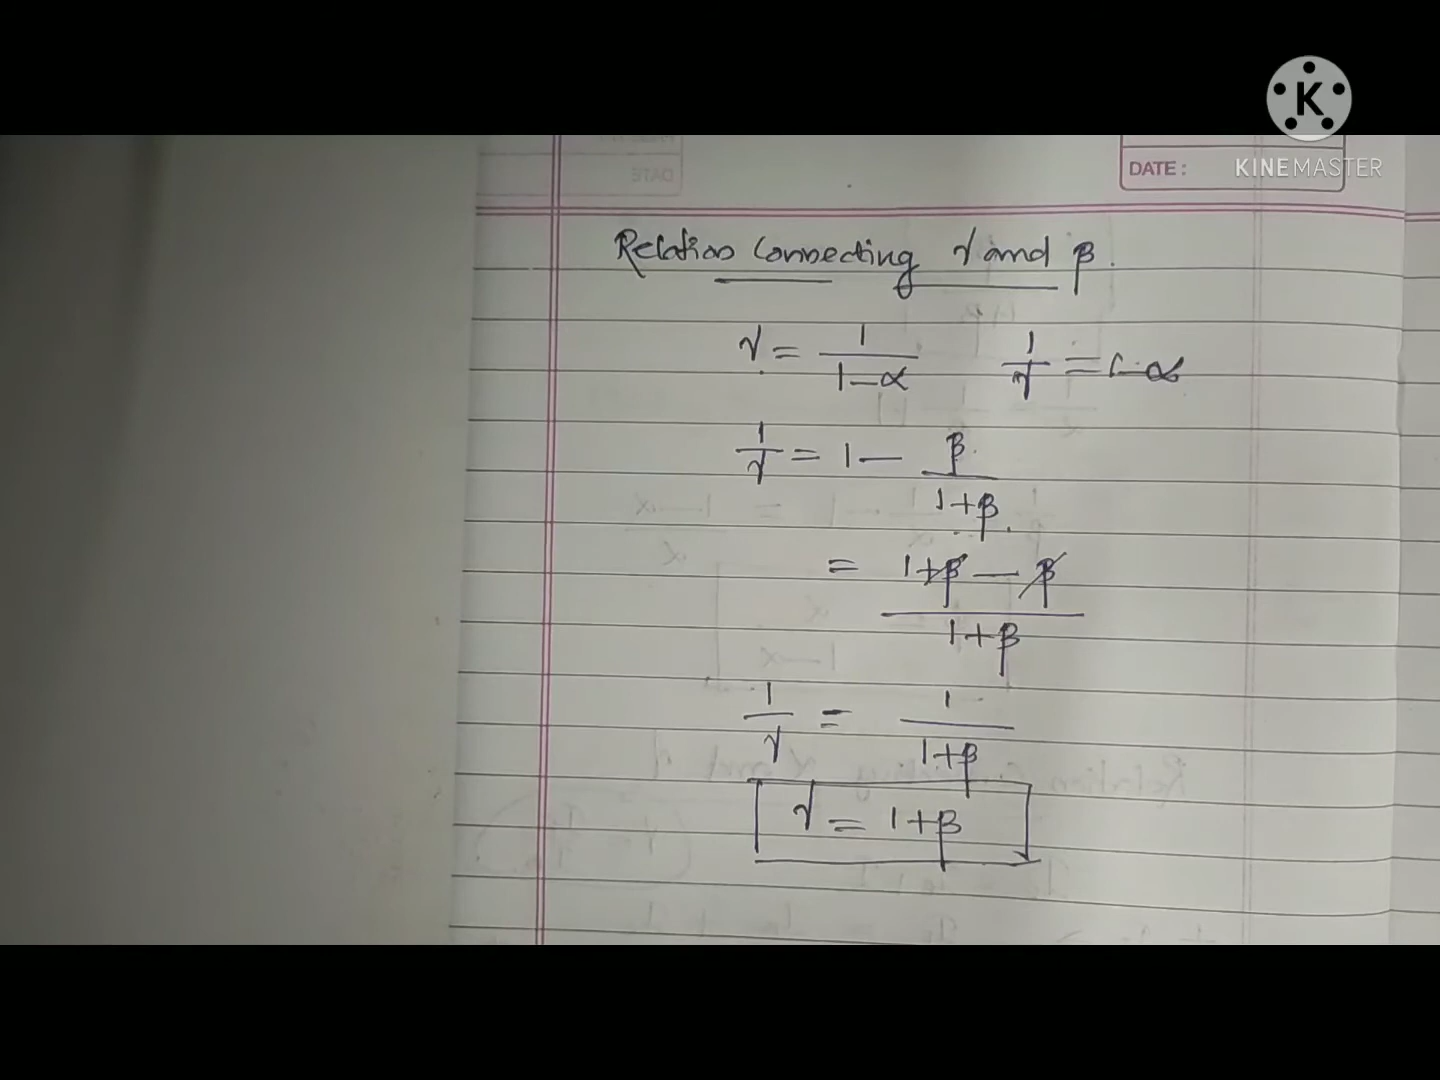 KINEMASTER
DATE :
Relation Connecting γ and β.
γ = 1/(1-α)    1/γ = 1-α
1/γ = 1 - β/(1+β)
= (1+β - β)/(1+β)
1/γ = 1/(1+β)
γ = 1+β